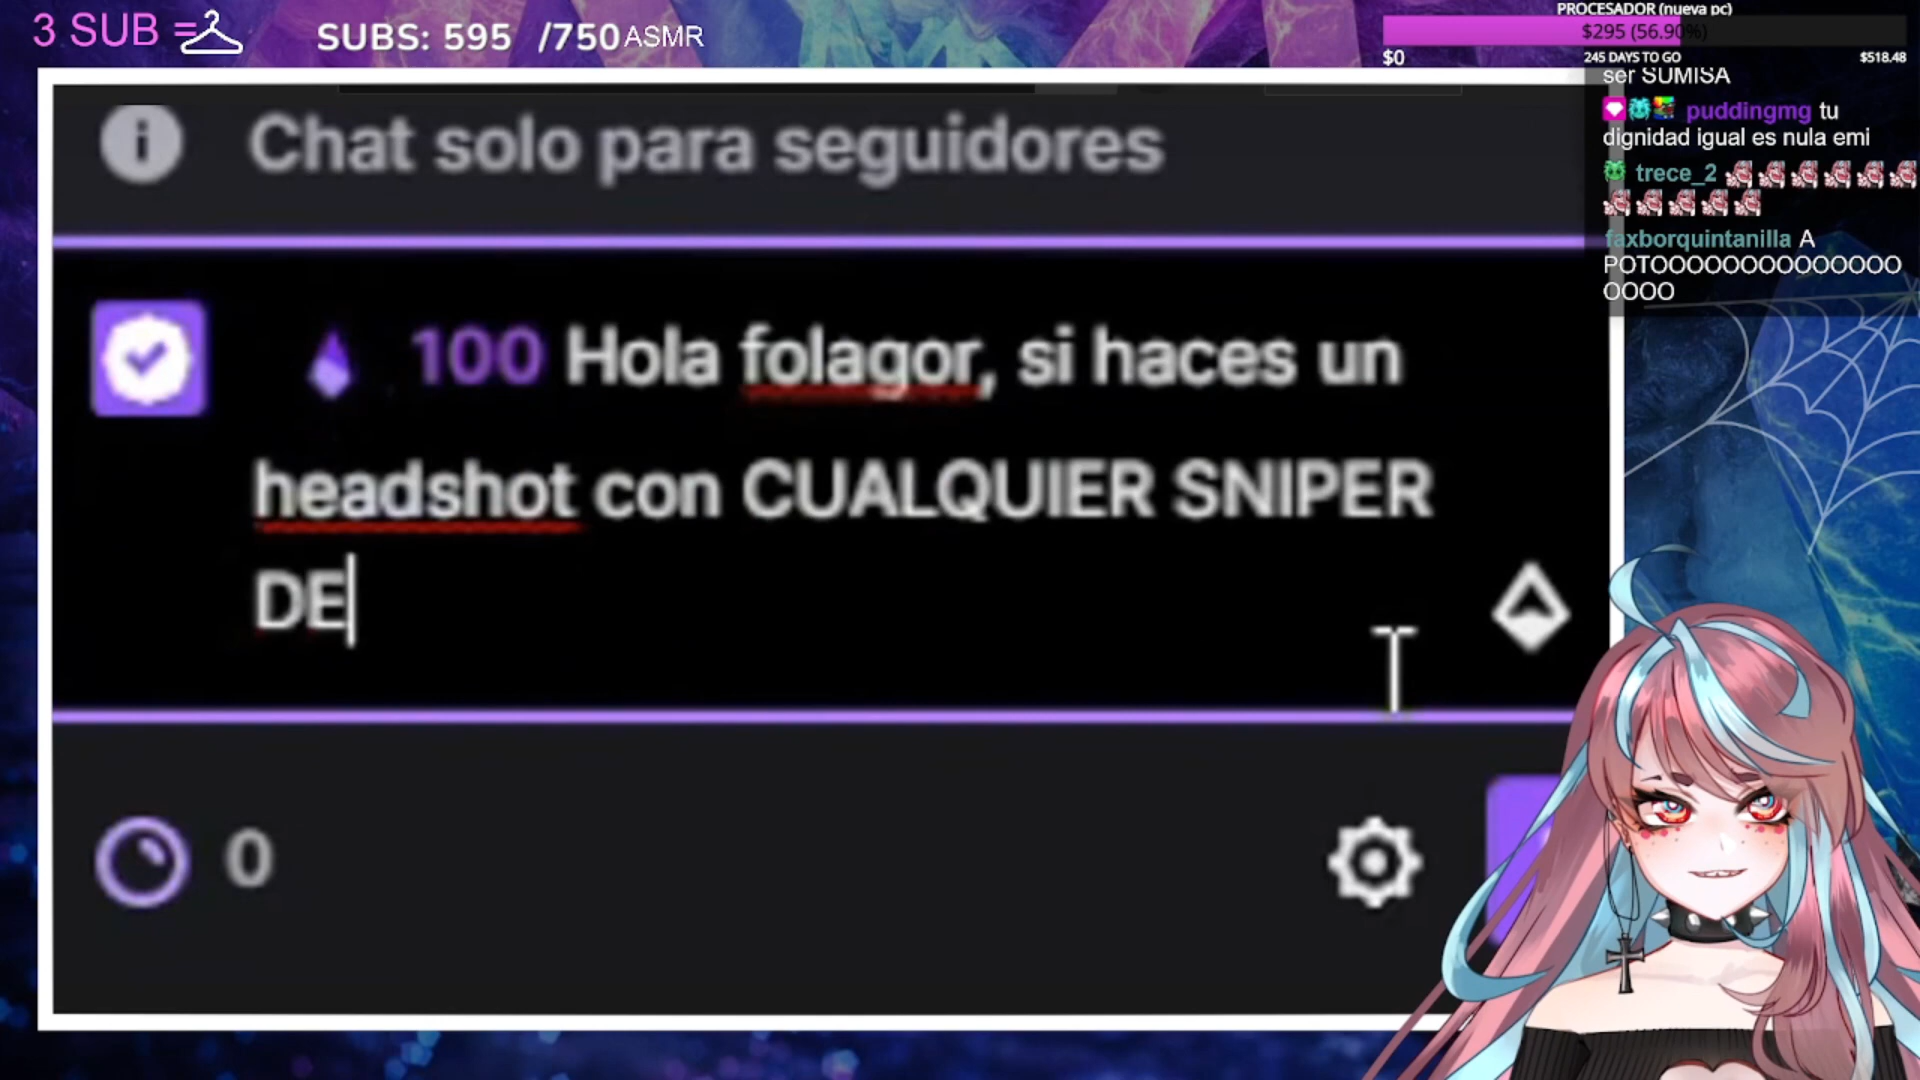 3 SUB =
SUBS: 595 /750 ASMR
PROCESADOR (nueva pc)
$295 (56.90%)
$0
245 DAYS TO GO
$518.48
ser SUMISA
puddingmg tu
dignidad igual es nula emi
trece_2
faxborquintanilla A
POTOOOOOOOOOOOOOOO
OOOO
Chat solo para seguidores
100 Hola folagor, si haces un
headshot con CUALQUIER SNIPER
DE
0